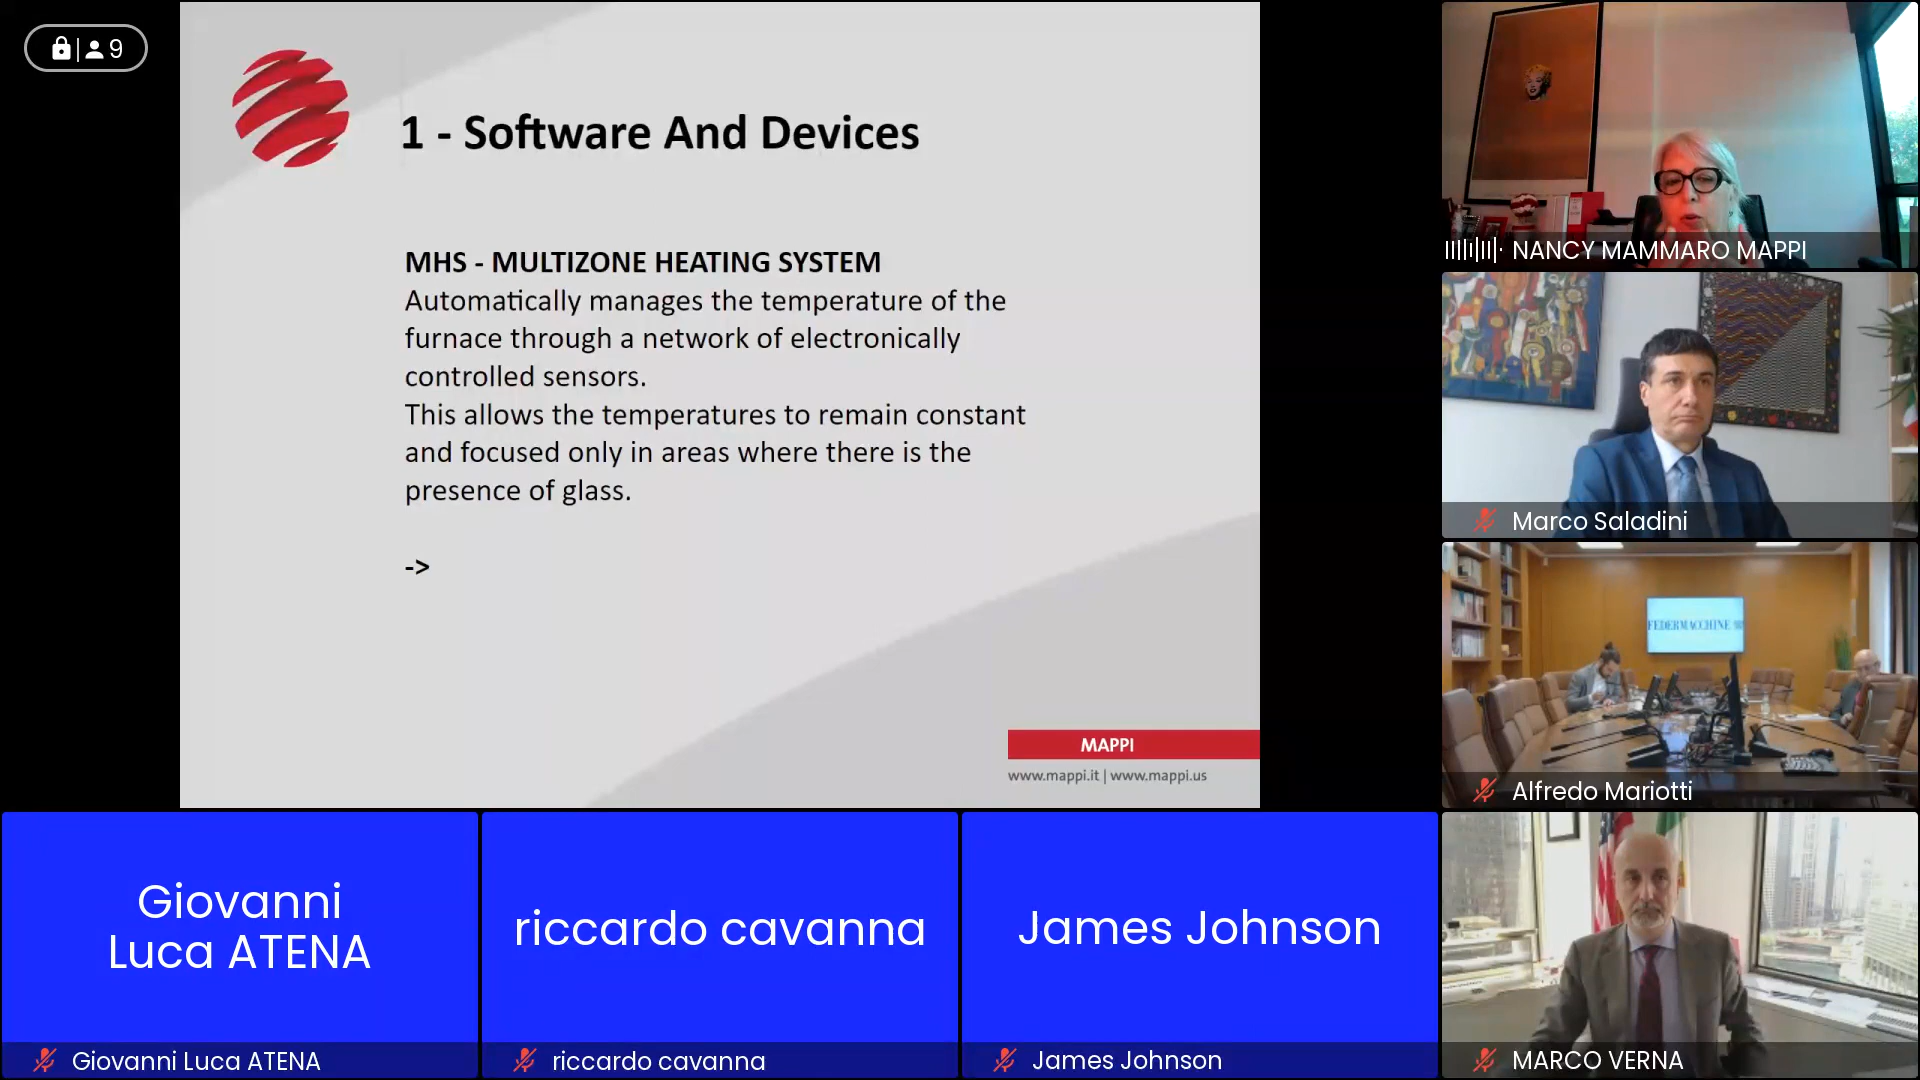 9
1 - Software And Devices
MHS - MULTIZONE HEATING SYSTEM
Automatically manages the temperature of the
furnace through a network of electronically
controlled sensors.
This allows the temperatures to remain constant
and focused only in areas where there is the
presence of glass.
->
MAPPI
www.mappi.it | www.mappi.us
NANCY MAMMARO MAPPI
Marco Saladini
FEDERMACCHINE
Alfredo Mariotti
Giovanni
Luca ATENA
Giovanni Luca ATENA
riccardo cavanna
riccardo cavanna
James Johnson
James Johnson
MARCO VERNA